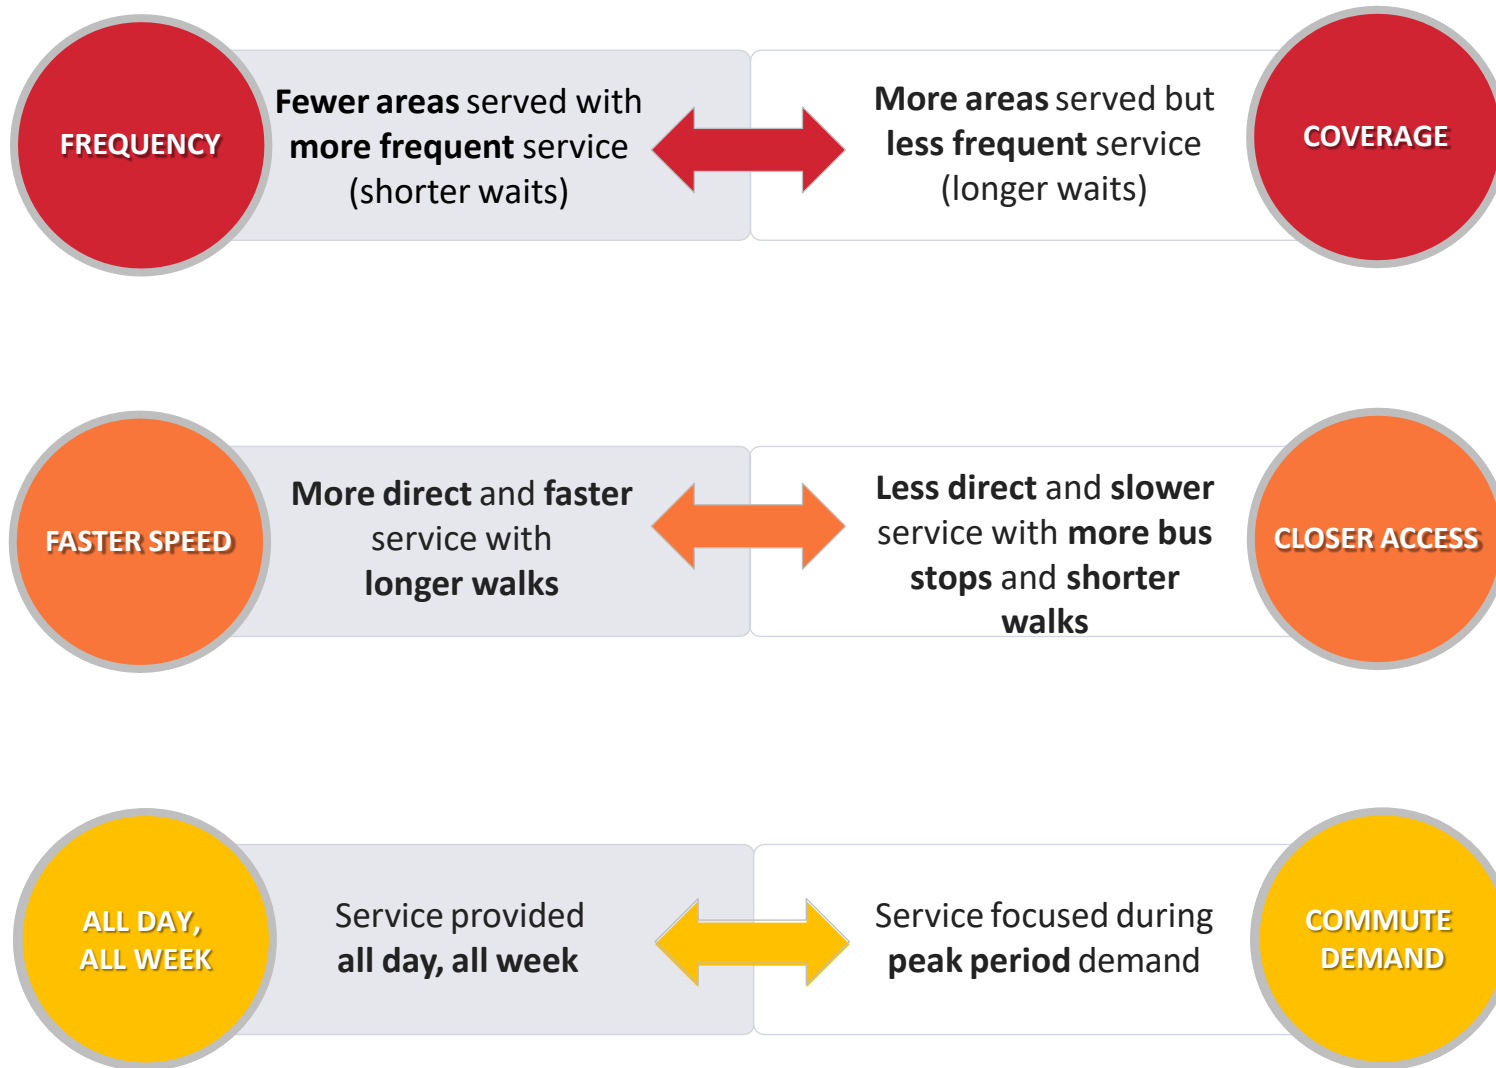 FREQUENCY
Fewer areas served with
more frequent service
(shorter waits)
More areas served but
less frequent service
(longer waits)
COVERAGE
FASTER SPEED
More direct and faster
service with
longer walks
Less direct and slower
service with more bus
stops and shorter
walks
CLOSER ACCESS
ALL DAY,
ALL WEEK
Service provided
all day, all week
Service focused during
peak period demand
COMMUTE
DEMAND